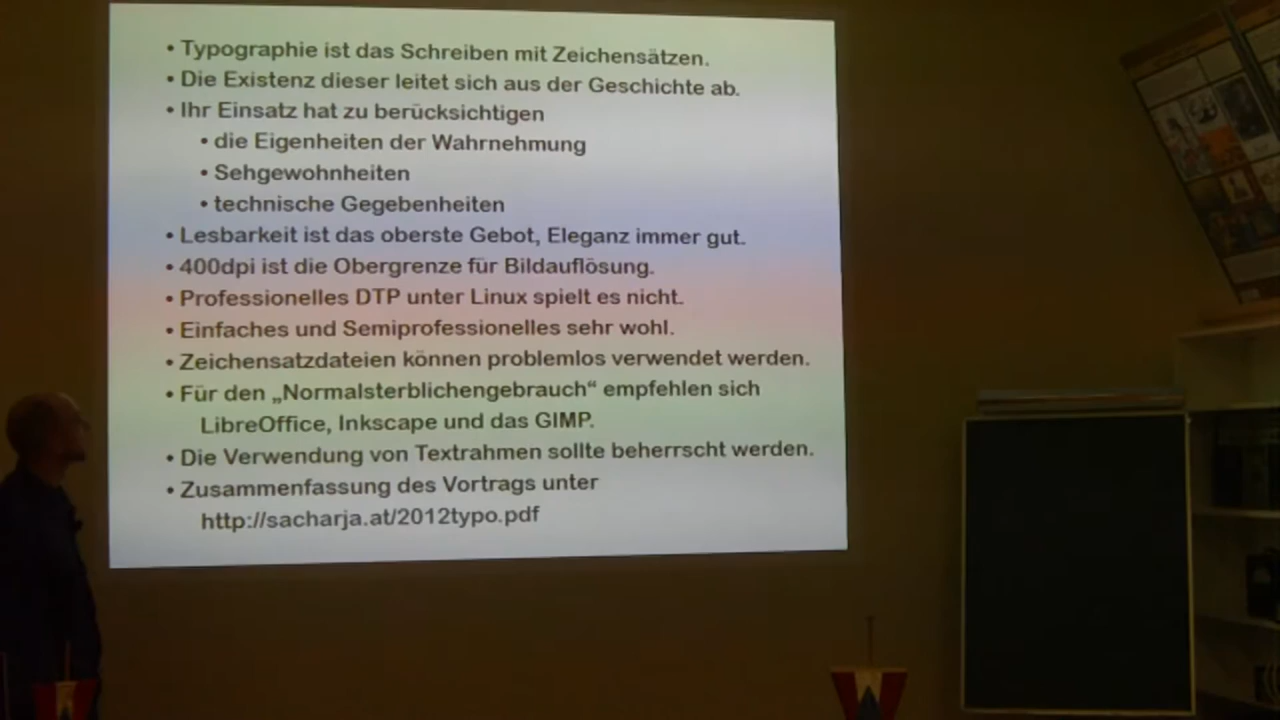 • Typographie ist das Schreiben mit Zeichensätzen.
• Die Existenz dieser leitet sich aus der Geschichte ab.
• Ihr Einsatz hat zu berücksichtigen
• die Eigenheiten der Wahrnehmung
• Sehgewohnheiten
• technische Gegebenheiten
• Lesbarkeit ist das oberste Gebot, Eleganz immer gut.
• 400dpi ist die Obergrenze für Bildauflösung.
• Professionelles DTP unter Linux spielt es nicht.
• Einfaches und Semiprofessionelles sehr wohl.
• Zeichensatzdateien können problemlos verwendet werden.
• Für den „Normalsterblichengebrauch“ empfehlen sich
LibreOffice, Inkscape und das GIMP.
• Die Verwendung von Textrahmen sollte beherrscht werden.
• Zusammenfassung des Vortrags unter
http://sacharja.at/2012typo.pdf